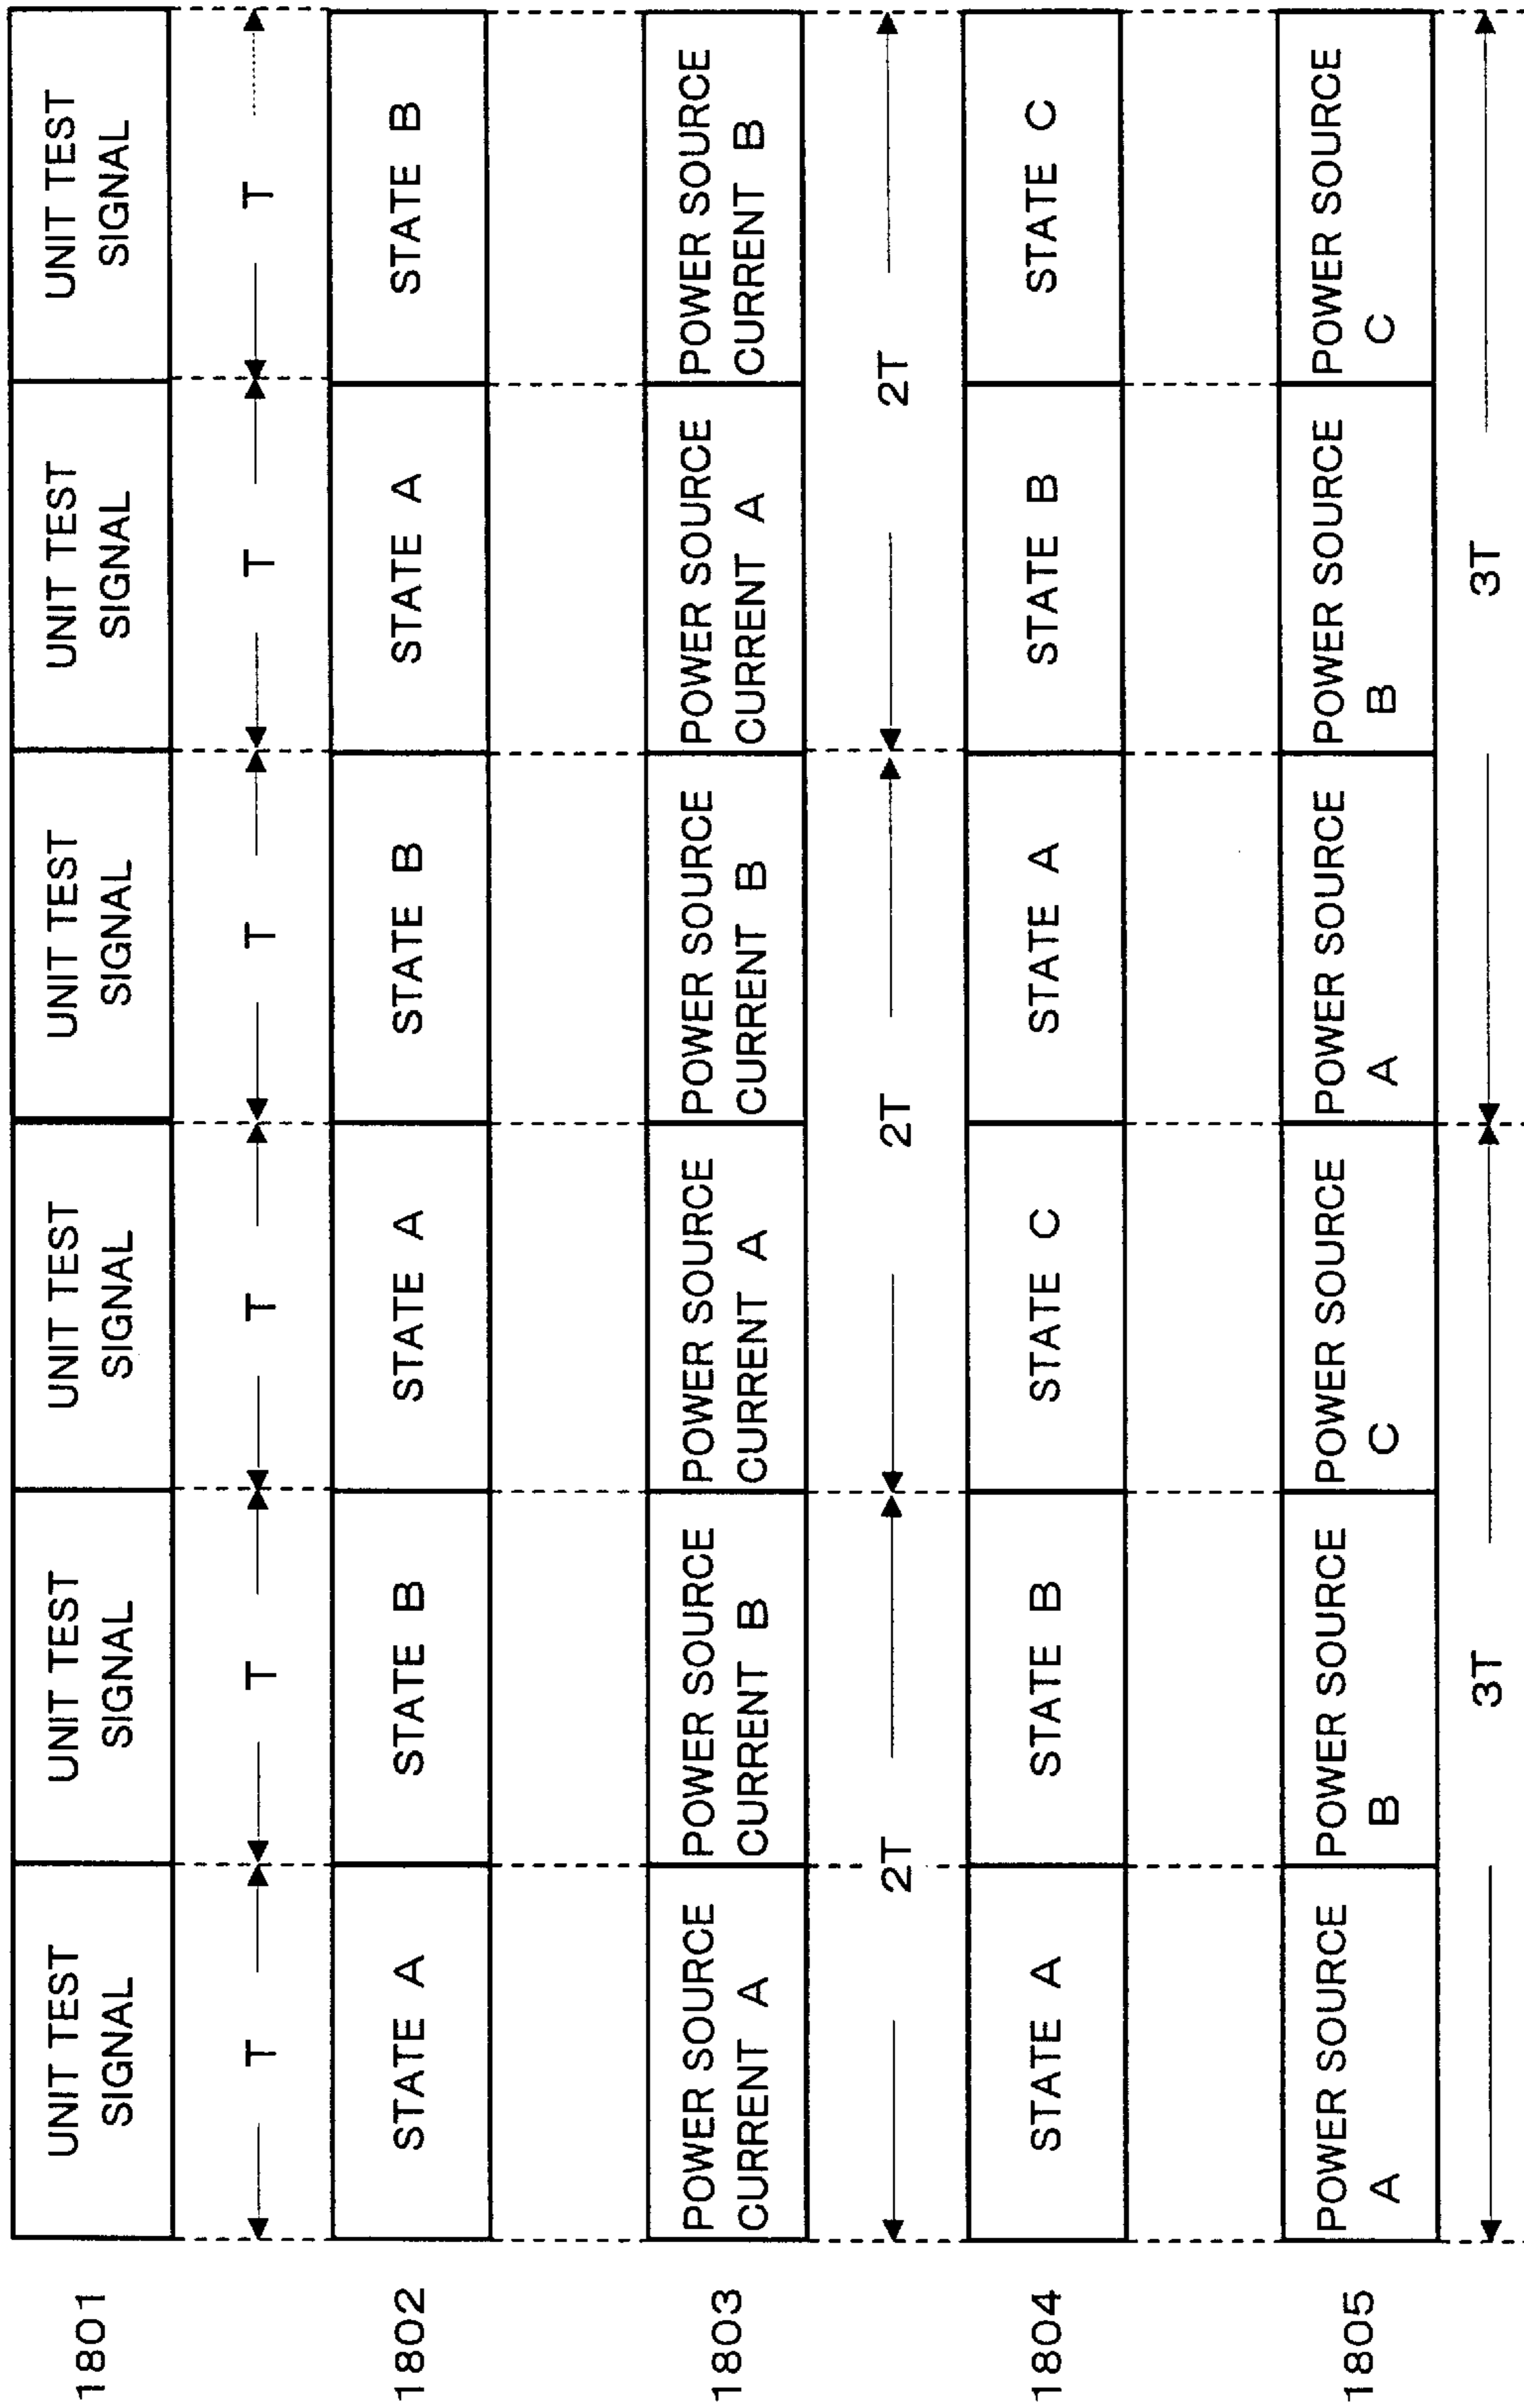 1801
UNIT TEST
SIGNAL
UNIT TEST
SIGNAL
UNIT TEST
SIGNAL
UNIT TEST
SIGNAL
UNIT TEST
SIGNAL
UNIT TEST
SIGNAL
T
T
T
T
T
T
1802
STATE A
STATE B
STATE A
STATE B
STATE A
STATE B
1803
POWER SOURCE
CURRENT A
POWER SOURCE
CURRENT B
POWER SOURCE
CURRENT A
POWER SOURCE
CURRENT B
POWER SOURCE
CURRENT A
POWER SOURCE
CURRENT B
2T
2T
2T
1804
STATE A
STATE B
STATE C
STATE A
STATE B
STATE C
1805
POWER SOURCE
A
POWER SOURCE
B
POWER SOURCE
C
POWER SOURCE
A
POWER SOURCE
B
POWER SOURCE
C
3T
3T